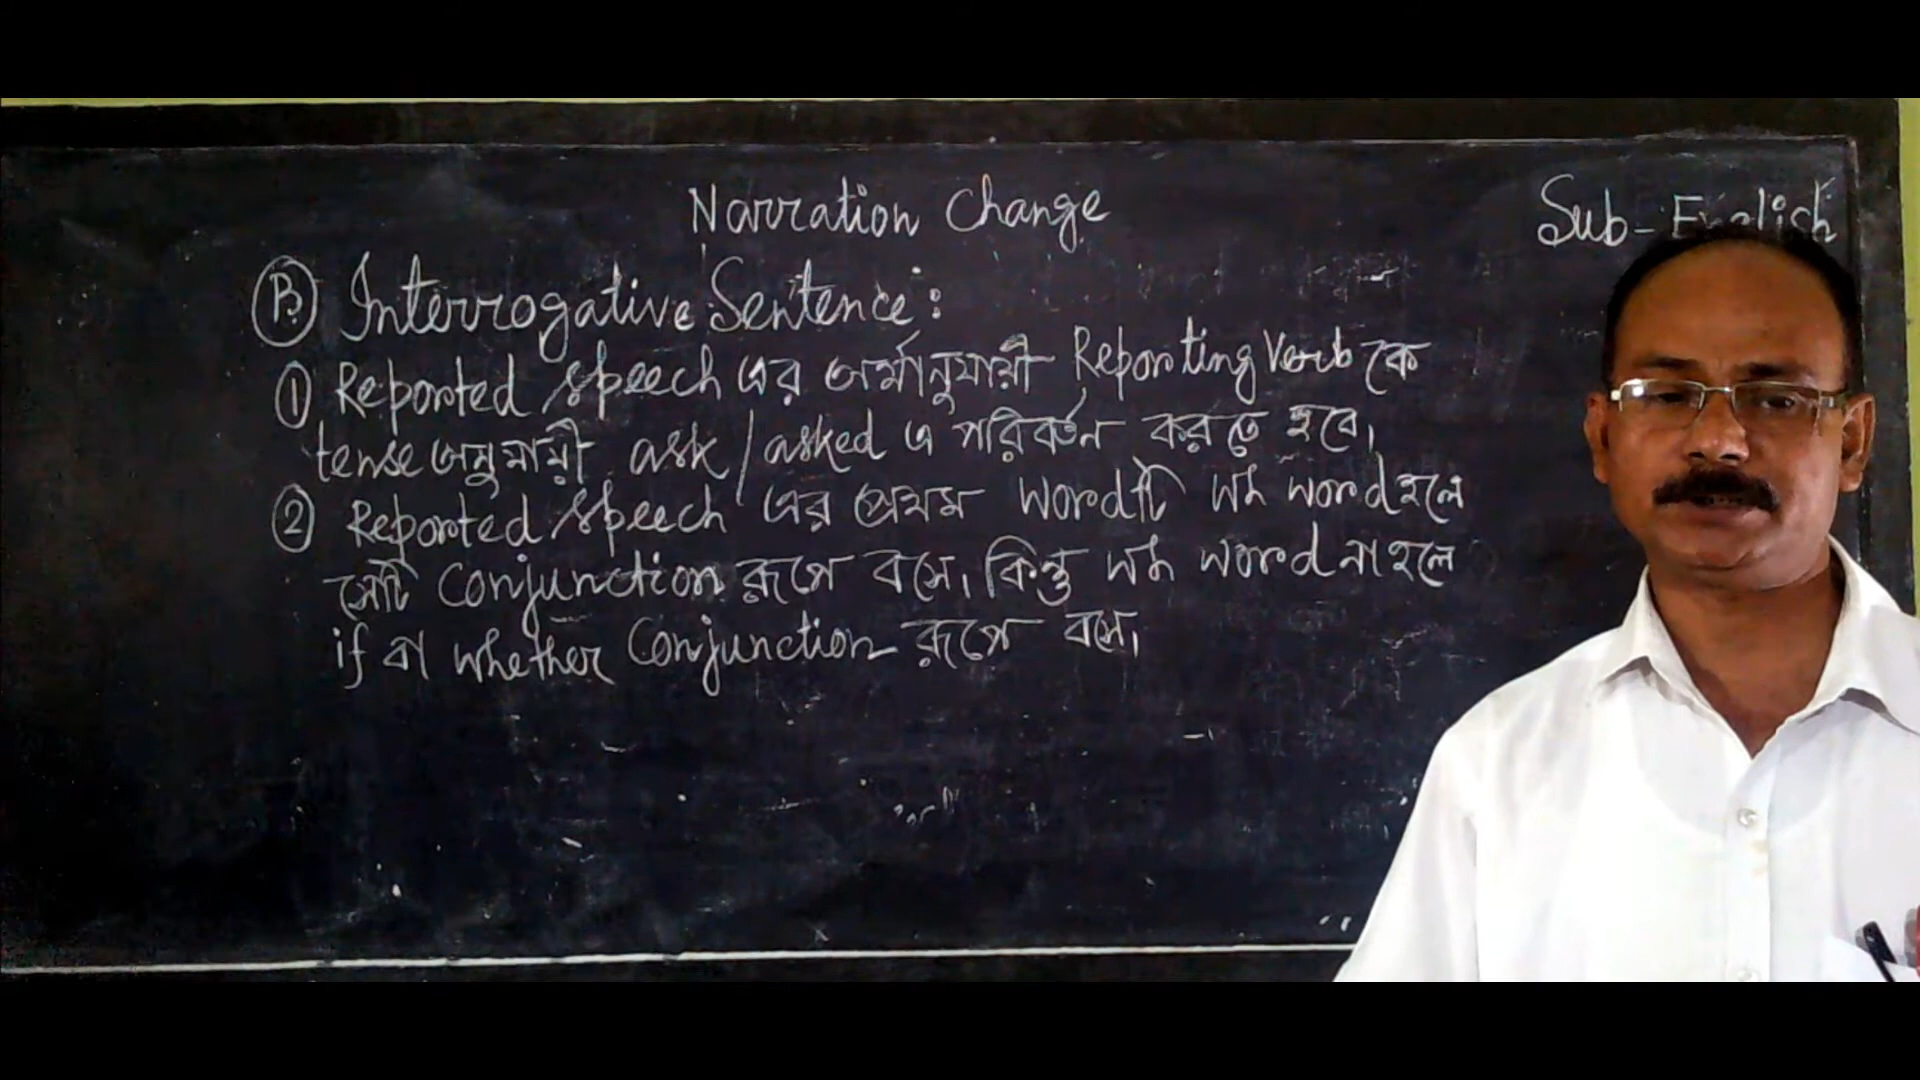 Narration Change
Sub- English
Ⓑ Interrogative Sentence:
① Reported speech এর অর্থানুযায়ী Reporting Verb কে
tense অনুযায়ী ask/asked এ পরিবর্তন করতে হবে।
② Reported speech এর প্রথম wordটি wh word হলে
সেটি Conjunction রূপে বসে। কিন্তু wh word না হলে
if বা whether Conjunction রূপে বসে।